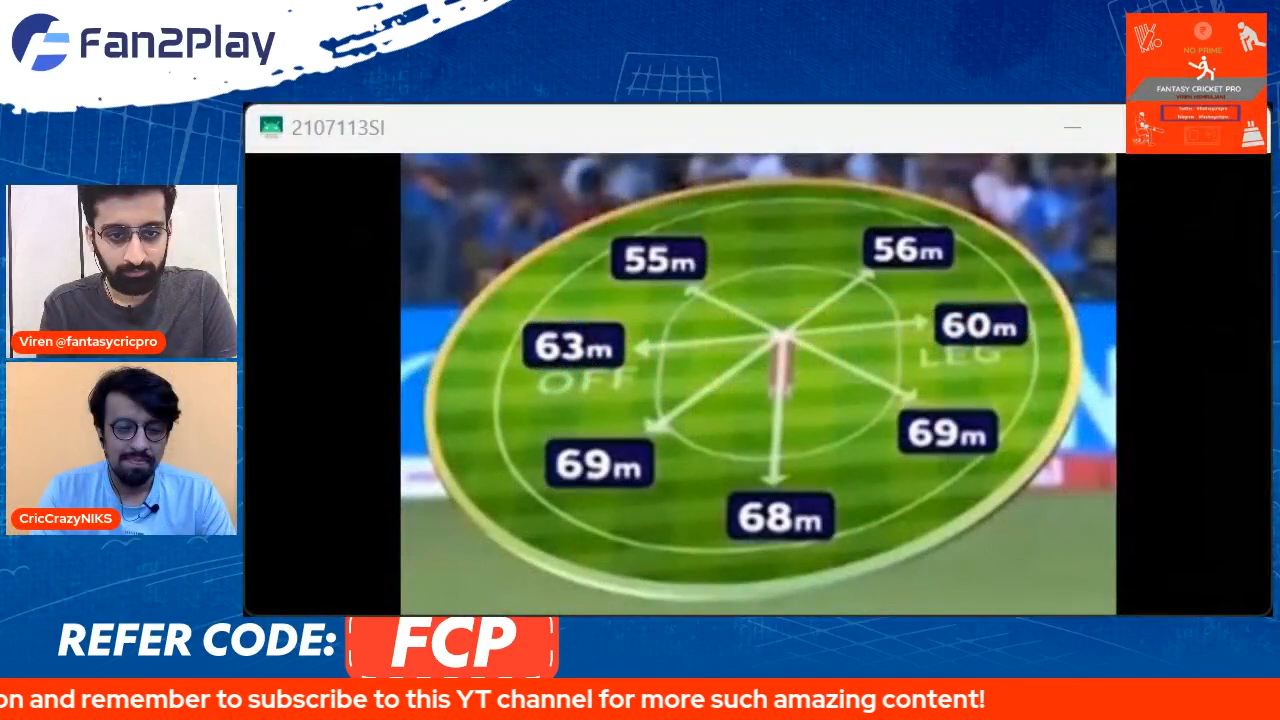 Fan2Play
NO PRIME
FANTASY CRICKET PRO
2107113SI
55m
56m
63m
60m
OFF
LEG
69m
69m
68m
Viren @fantasycricpro
CricCrazyNIKS
REFER CODE:
FCP
on and remember to subscribe to this YT channel for more such amazing content!